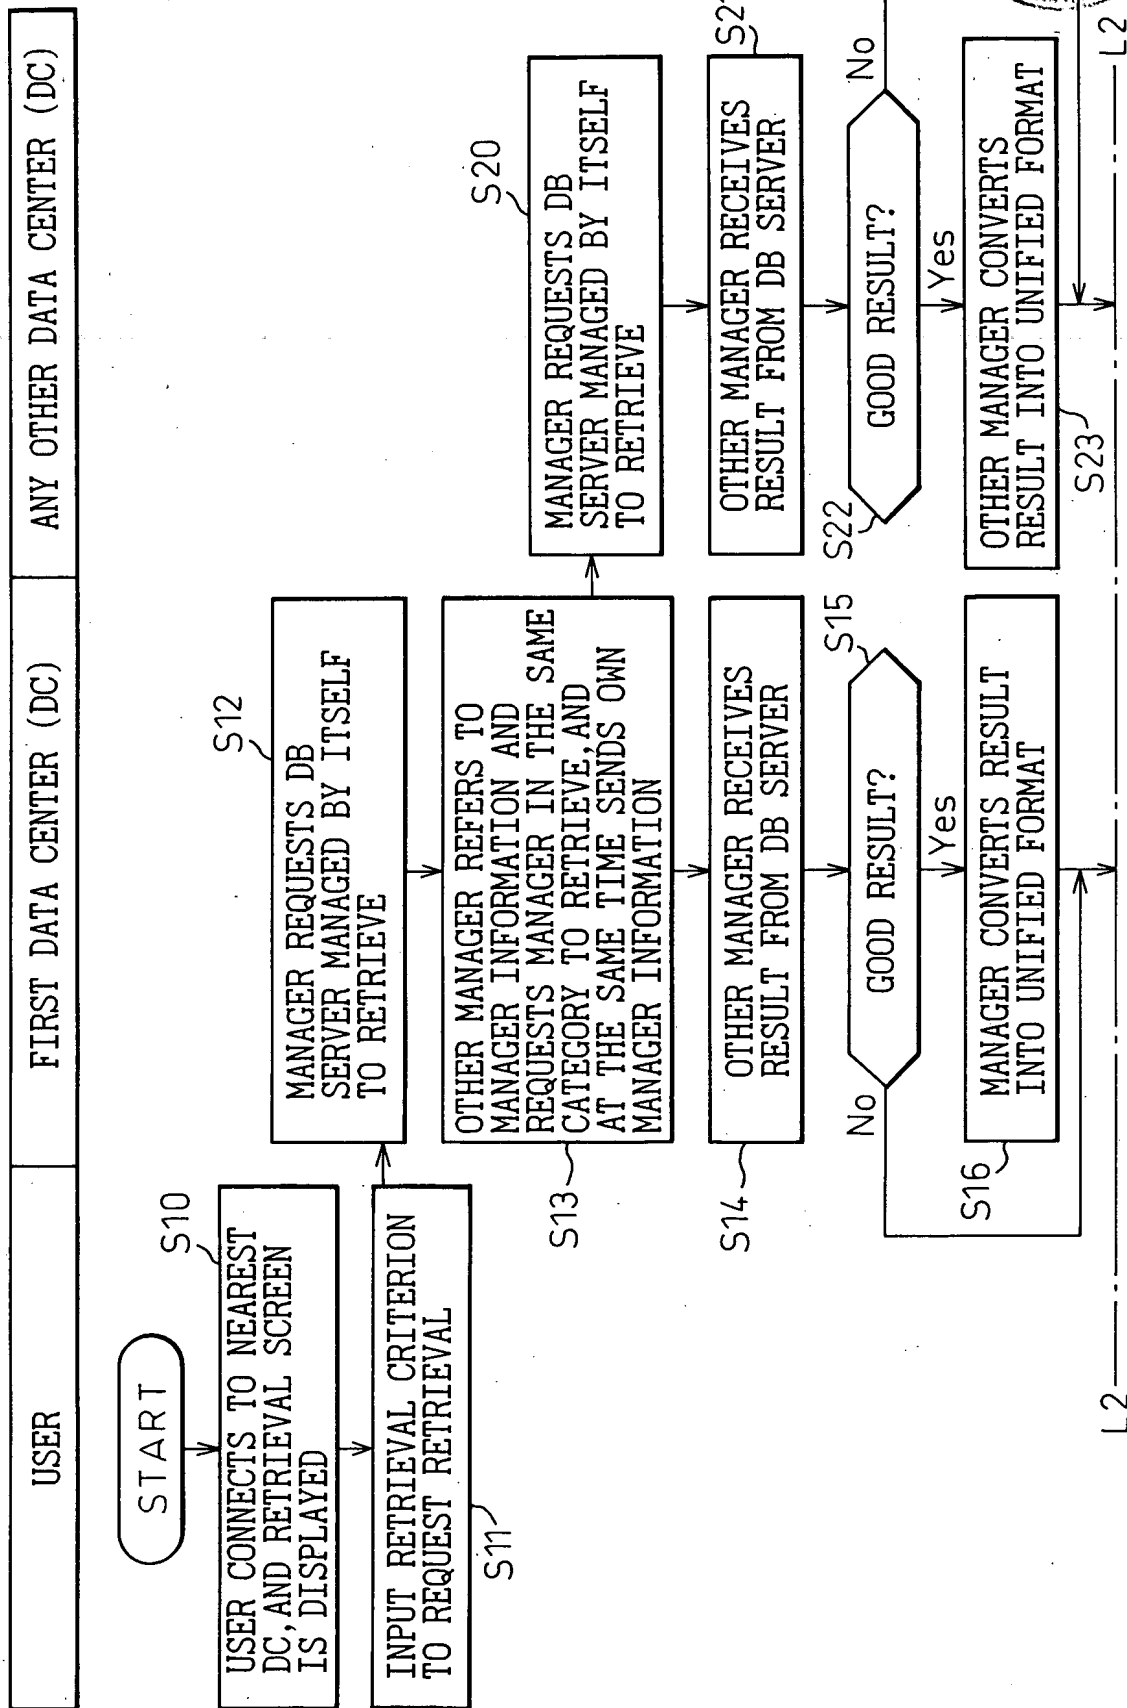 USER
FIRST DATA CENTER (DC)
ANY OTHER DATA CENTER (DC)
START
S10
USER CONNECTS TO NEAREST
DC, AND RETRIEVAL SCREEN
IS DISPLAYED
INPUT RETRIEVAL CRITERION
TO REQUEST RETRIEVAL
S11
S12
MANAGER REQUESTS DB
SERVER MANAGED BY ITSELF
TO RETRIEVE
OTHER MANAGER REFERS TO
MANAGER INFORMATION AND
REQUESTS MANAGER IN THE SAME
CATEGORY TO RETRIEVE, AND
AT THE SAME TIME SENDS OWN
MANAGER INFORMATION
S13
OTHER MANAGER RECEIVES
RESULT FROM DB SERVER
S14
S15
GOOD RESULT?
No
Yes
MANAGER CONVERTS RESULT
INTO UNIFIED FORMAT
S16
S20
MANAGER REQUESTS DB
SERVER MANAGED BY ITSELF
TO RETRIEVE
OTHER MANAGER RECEIVES
RESULT FROM DB SERVER
S22
GOOD RESULT?
No
Yes
OTHER MANAGER CONVERTS
RESULT INTO UNIFIED FORMAT
S23
L2
L2